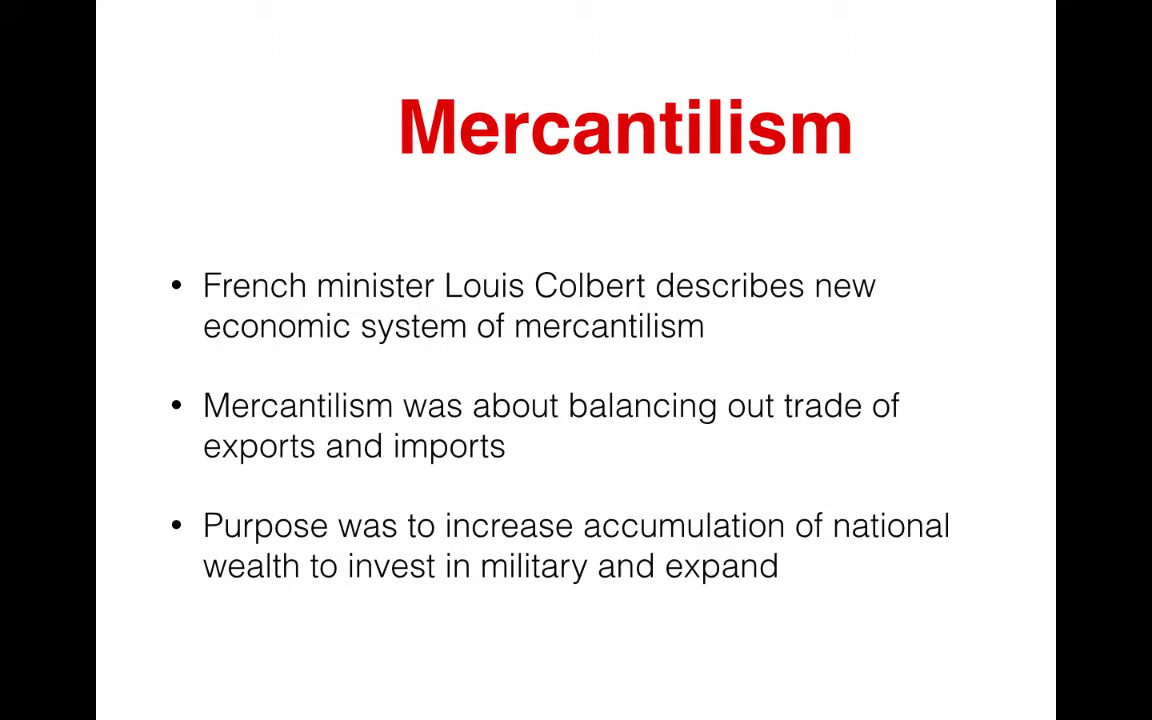 Mercantilism
• French minister Louis Colbert describes new
economic system of mercantilism
• Mercantilism was about balancing out trade of
exports and imports
• Purpose was to increase accumulation of national
wealth to invest in military and expand